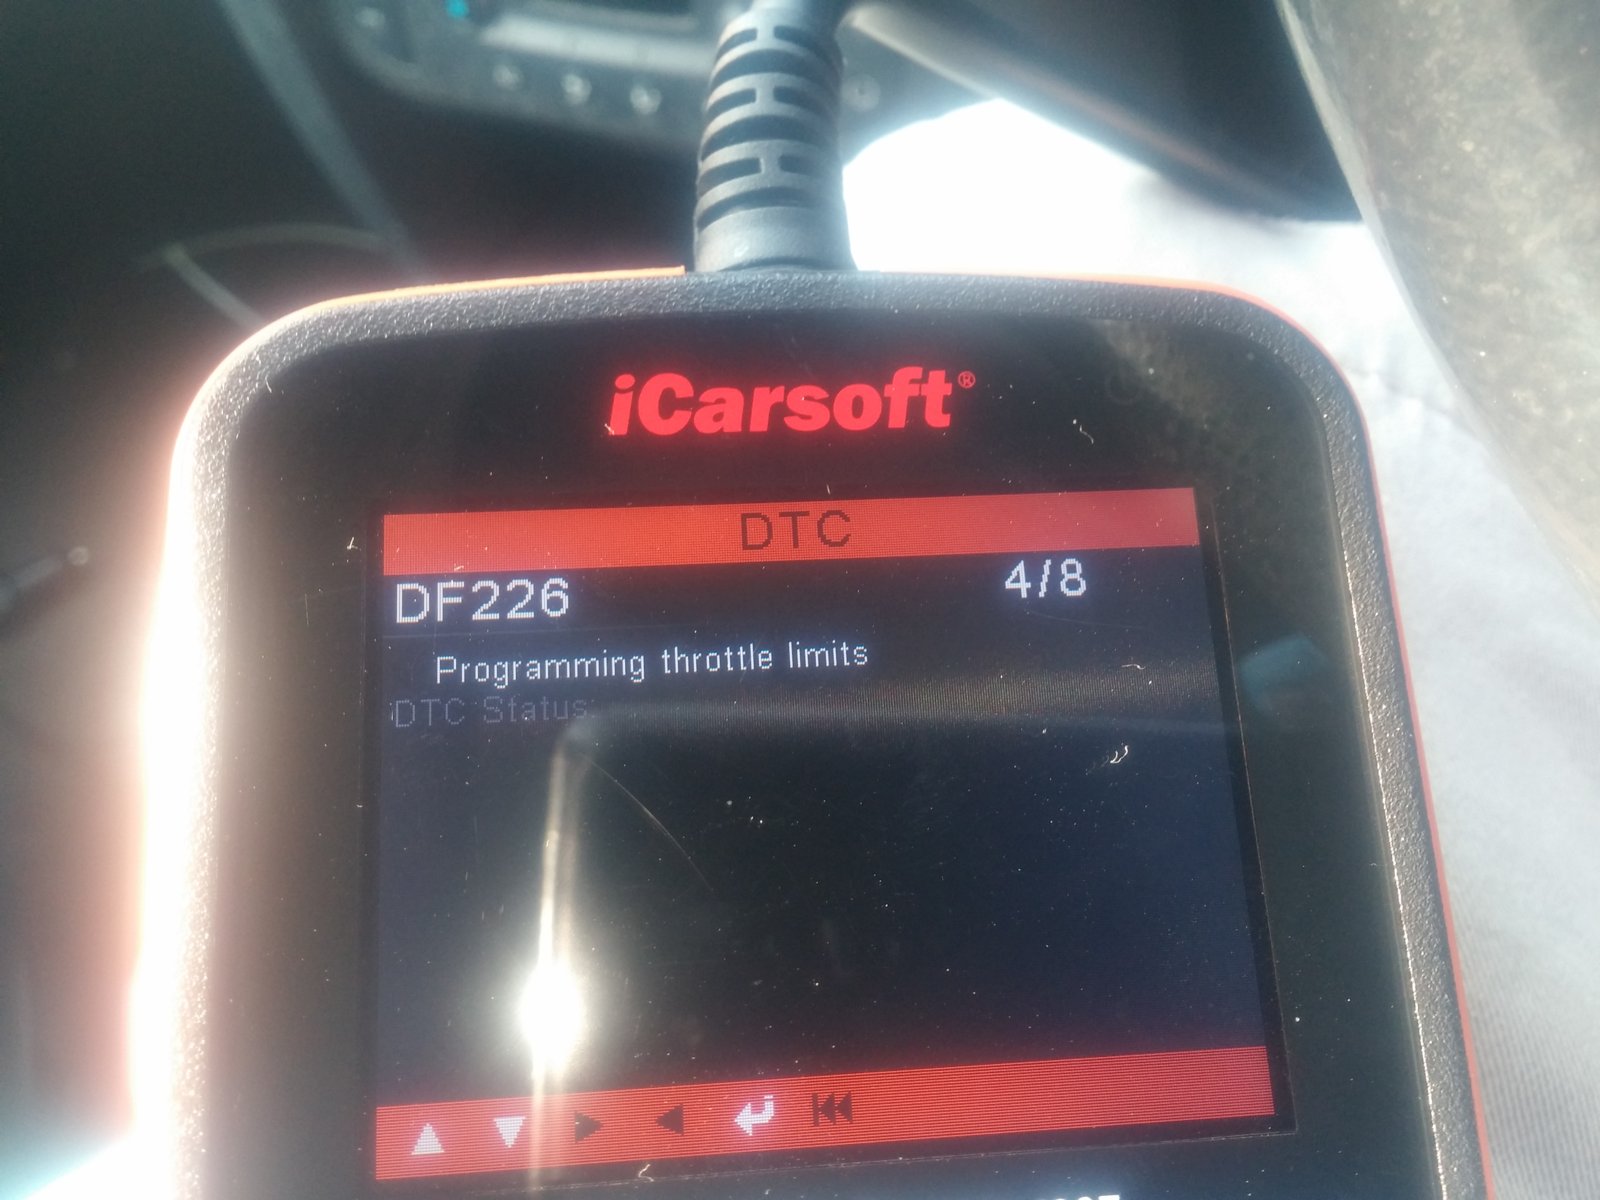 iCarsoft®
DTC
DF226 4/8
Programming throttle limits
DTC Status: